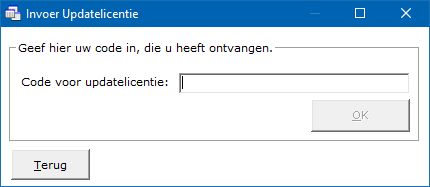 Invoer Updatelicentie
Geef hier uw code in, die u heeft ontvangen.
Code voor updatelicentie:
OK
Terug